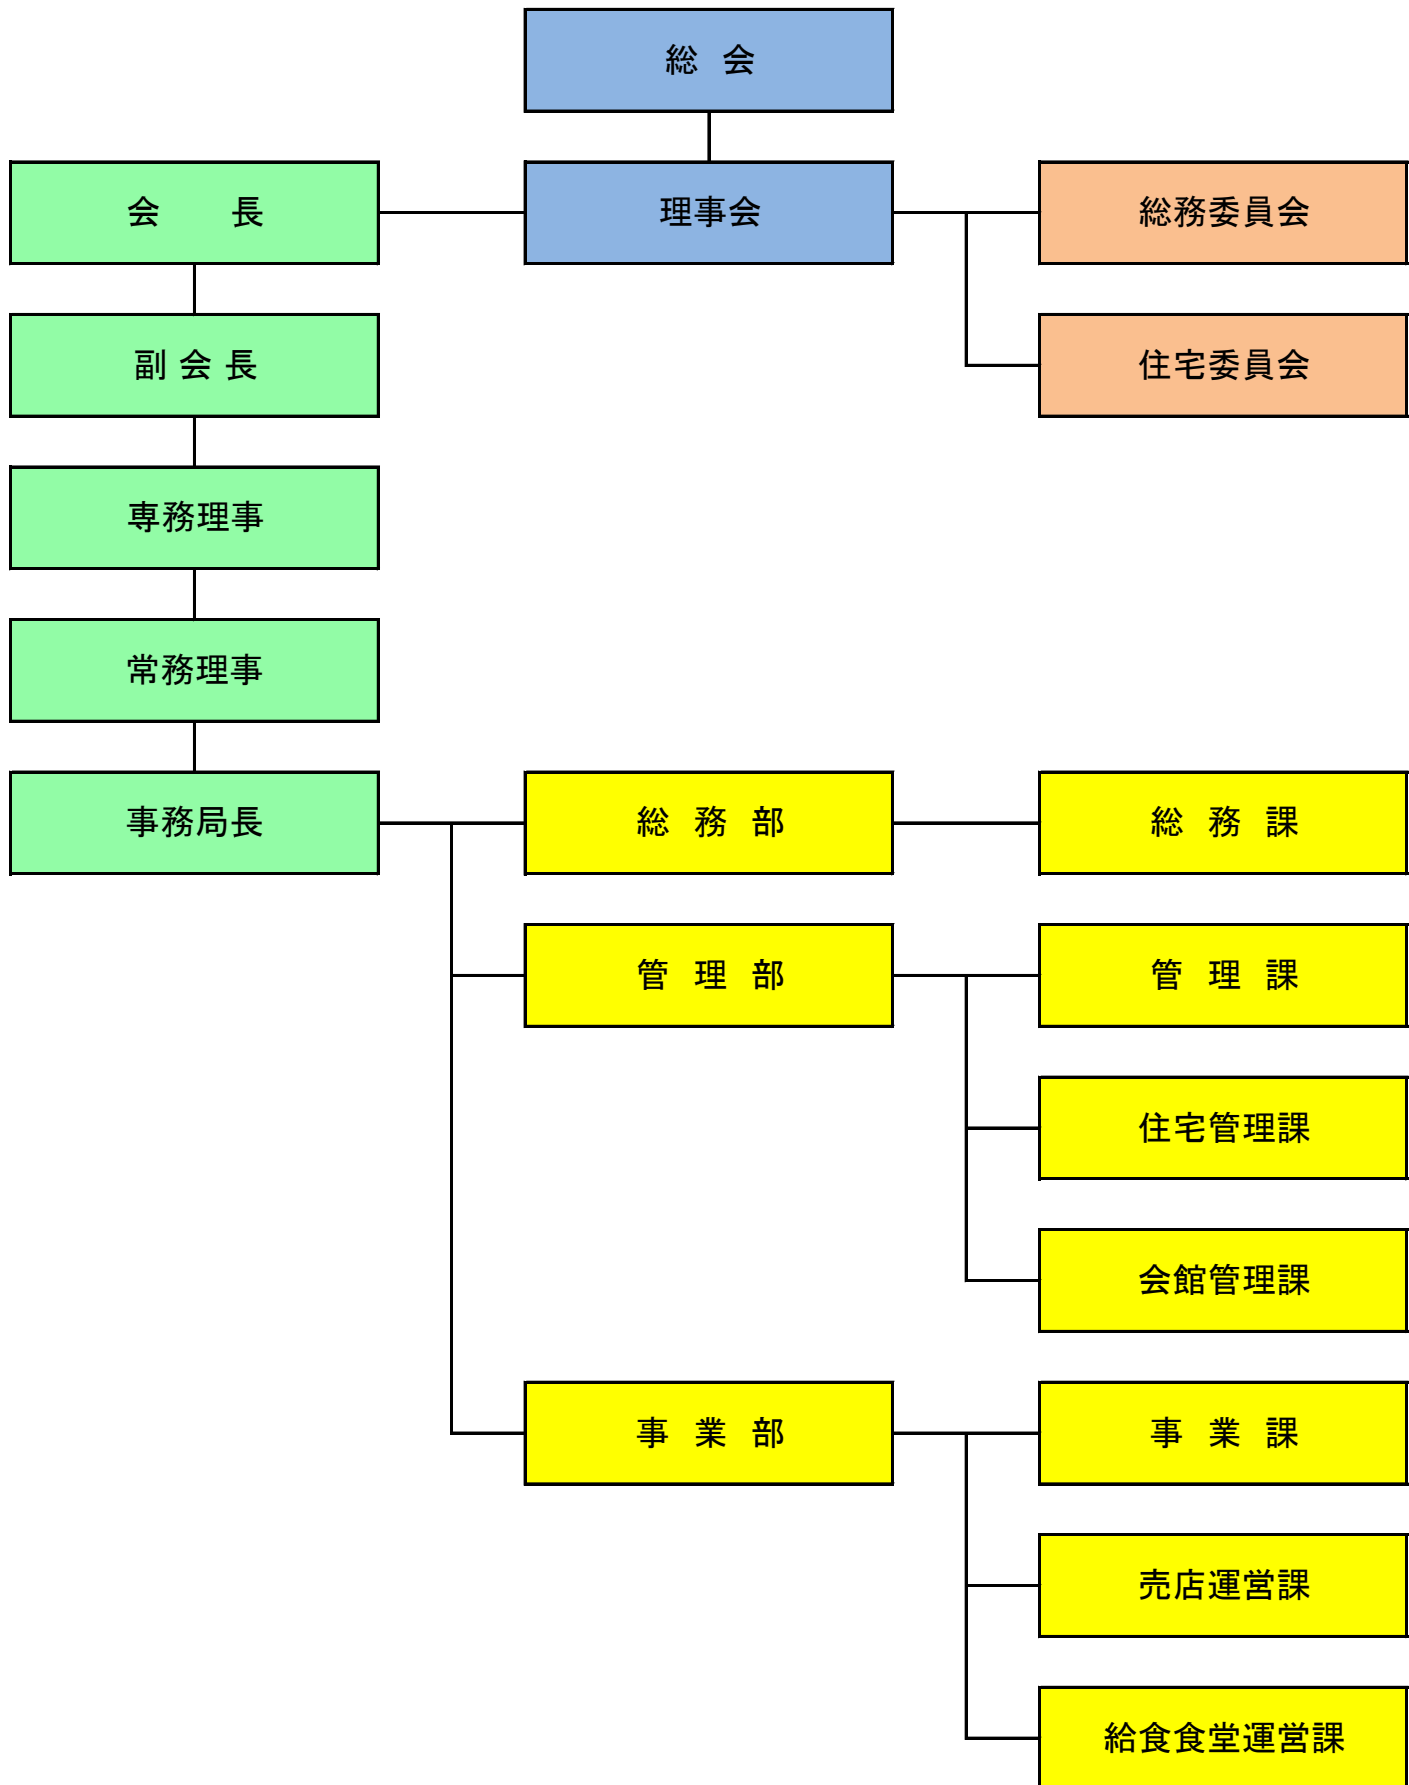 総 会
会 長
理事会
総務委員会
副 会 長
住宅委員会
専務理事
常務理事
事務局長
総 務 部
総 務 課
管 理 部
管 理 課
住宅管理課
会館管理課
事 業 部
事 業 課
売店運営課
給食食堂運営課